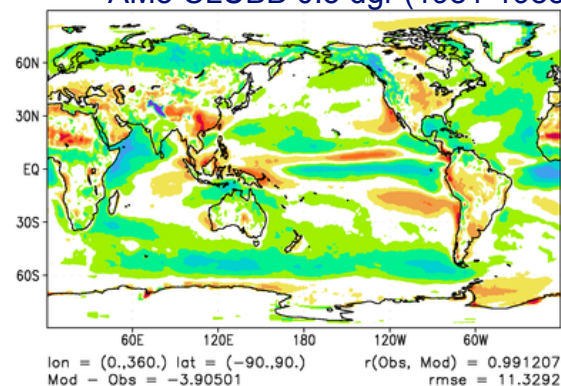 60N
30N
EQ
30S
60S
60E 120E 180 120W 60W
lon = (0.,360.) lat = (-90.,90.) r(Obs, Mod) = 0.991207
Mod - Obs = -3.90501 rmse = 11.3292